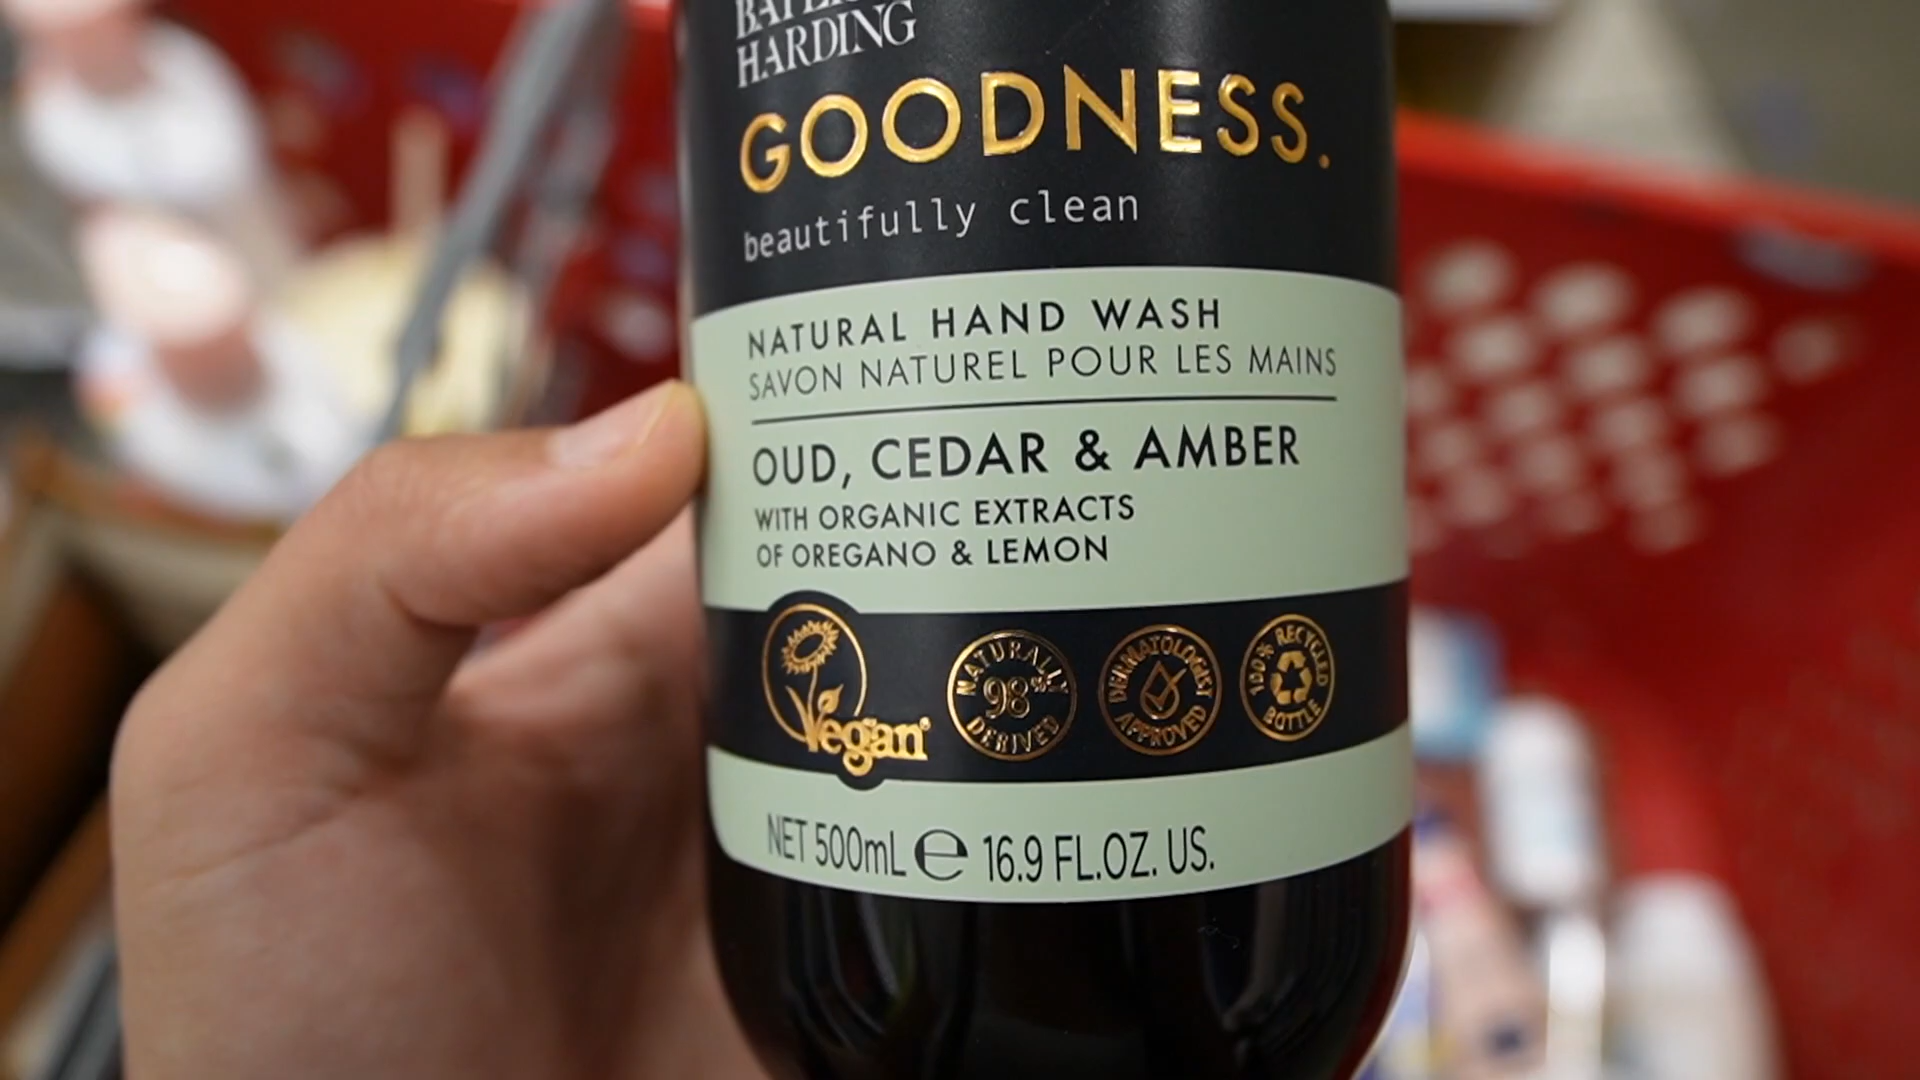 HARDING
GOODNESS.
beautifully clean
NATURAL HAND WASH
SAVON NATUREL POUR LES MAINS
OUD, CEDAR & AMBER
WITH ORGANIC EXTRACTS
OF OREGANO & LEMON
Vegan
NATURALLY
98%
DERIVED
DERMATOLOGIST
APPROVED
100% RECYCLED
BOTTLE
NET 500mL ℮ 16.9 FL.OZ. US.